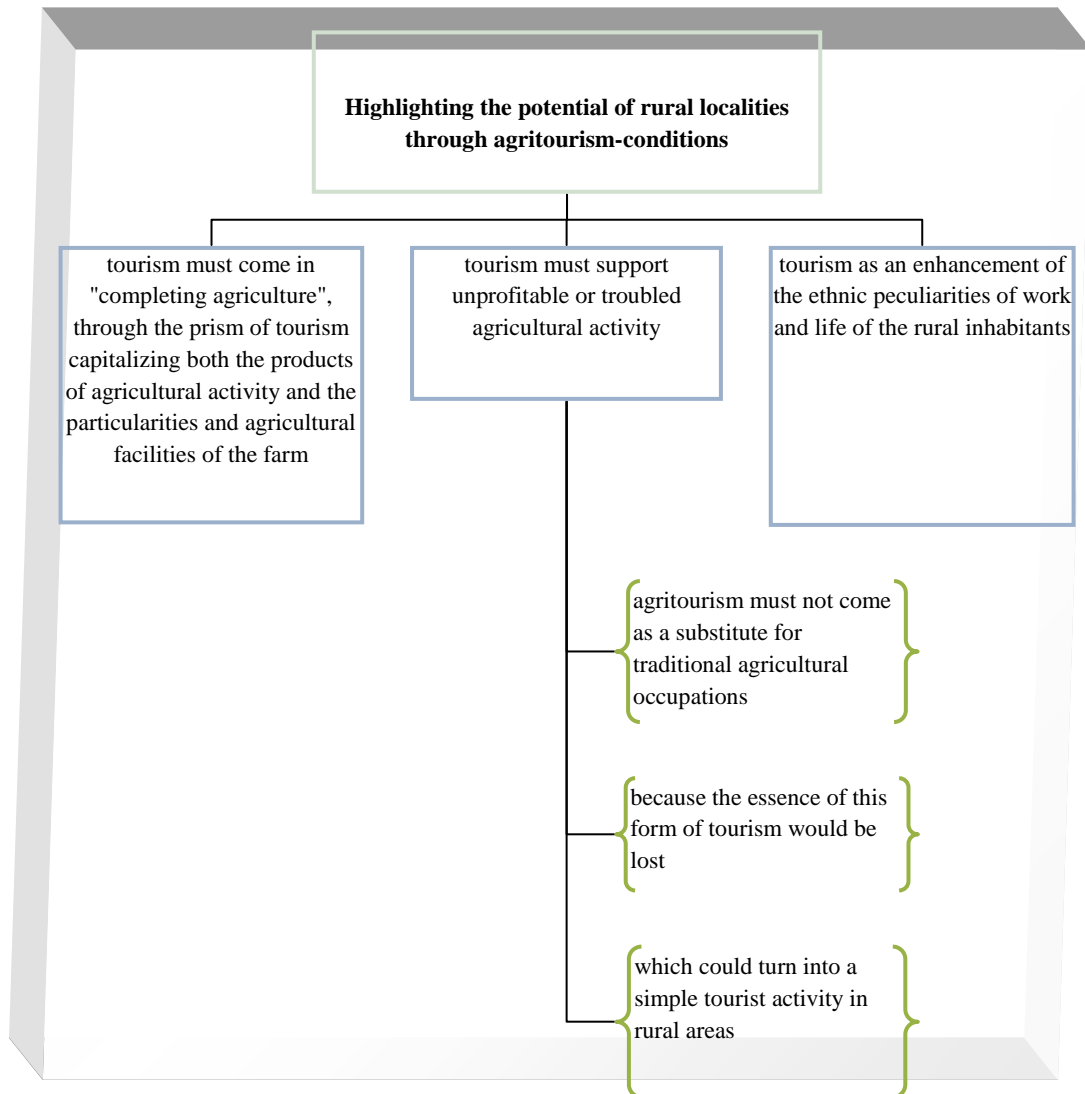 Highlighting the potential of rural localities
through agritourism-conditions
tourism must come in
"completing agriculture",
through the prism of tourism
capitalizing both the products
of agricultural activity and the
particularities and agricultural
facilities of the farm
tourism must support
unprofitable or troubled
agricultural activity
tourism as an enhancement of
the ethnic peculiarities of work
and life of the rural inhabitants
agritourism must not come
as a substitute for
traditional agricultural
occupations
because the essence of this
form of tourism would be
lost
which could turn into a
simple tourist activity in
rural areas